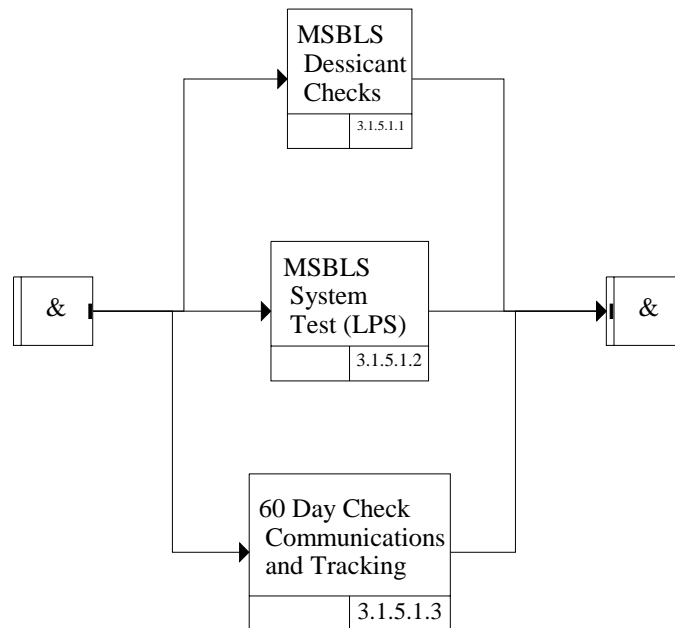 MSBLS
Dessicant
Checks
3.1.5.1.1
&
MSBLS
System
Test (LPS)
3.1.5.1.2
&
60 Day Check
Communications
and Tracking
3.1.5.1.3